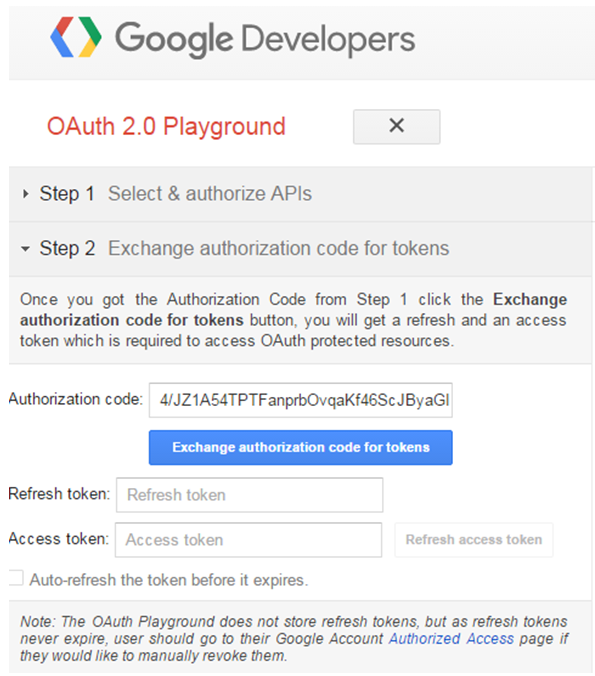 Google Developers
OAuth 2.0 Playground
Step 1 Select & authorize APIs
Step 2 Exchange authorization code for tokens
Once you got the Authorization Code from Step 1 click the Exchange
authorization code for tokens button, you will get a refresh and an access
token which is required to access OAuth protected resources.
Authorization code: 4/JZ1A54TPTFanprbOvqaKf46ScJByaGl
Exchange authorization code for tokens
Refresh token: Refresh token
Access token: Access token Refresh access token
Auto-refresh the token before it expires.
Note: The OAuth Playground does not store refresh tokens, but as refresh tokens
never expire, user should go to their Google Account Authorized Access page if
they would like to manually revoke them.